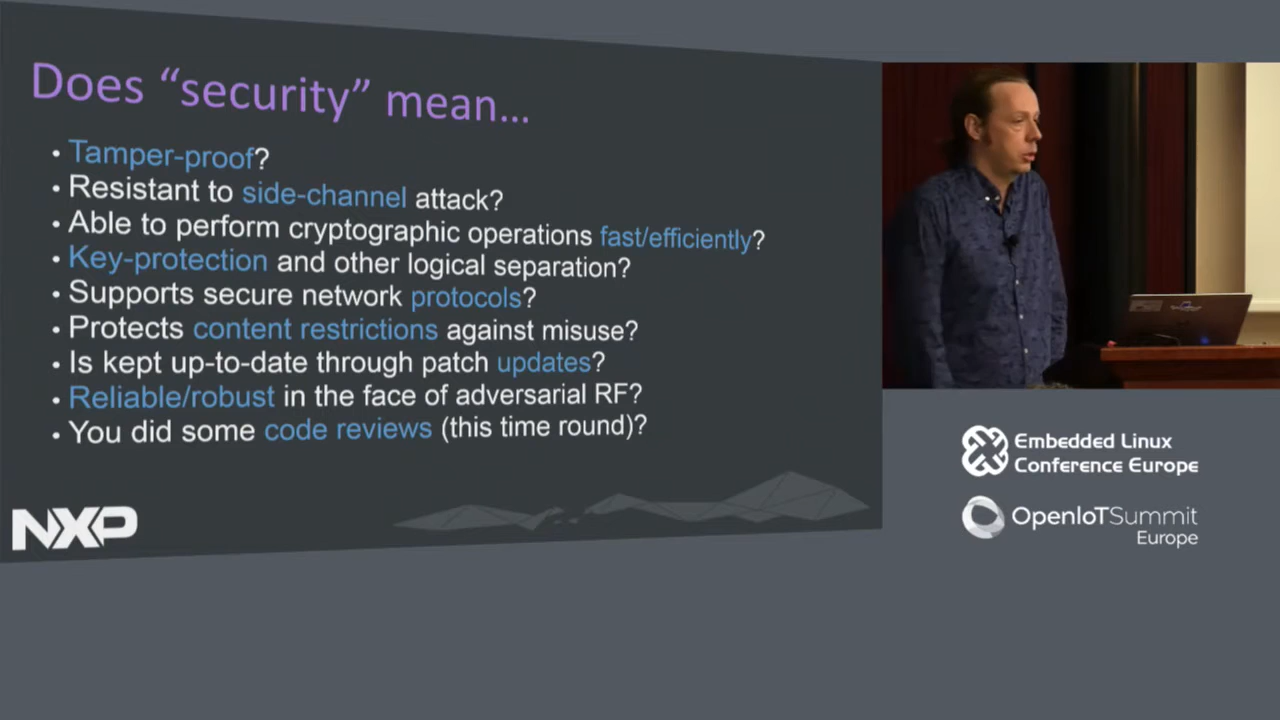 Does “security” mean...
• Tamper-proof?
• Resistant to side-channel attack?
• Able to perform cryptographic operations fast/efficiently?
• Key-protection and other logical separation?
• Supports secure network protocols?
• Protects content restrictions against misuse?
• Is kept up-to-date through patch updates?
• Reliable/robust in the face of adversarial RF?
• You did some code reviews (this time round)?
NXP
Embedded Linux
Conference Europe
OpenIoTSummit
Europe